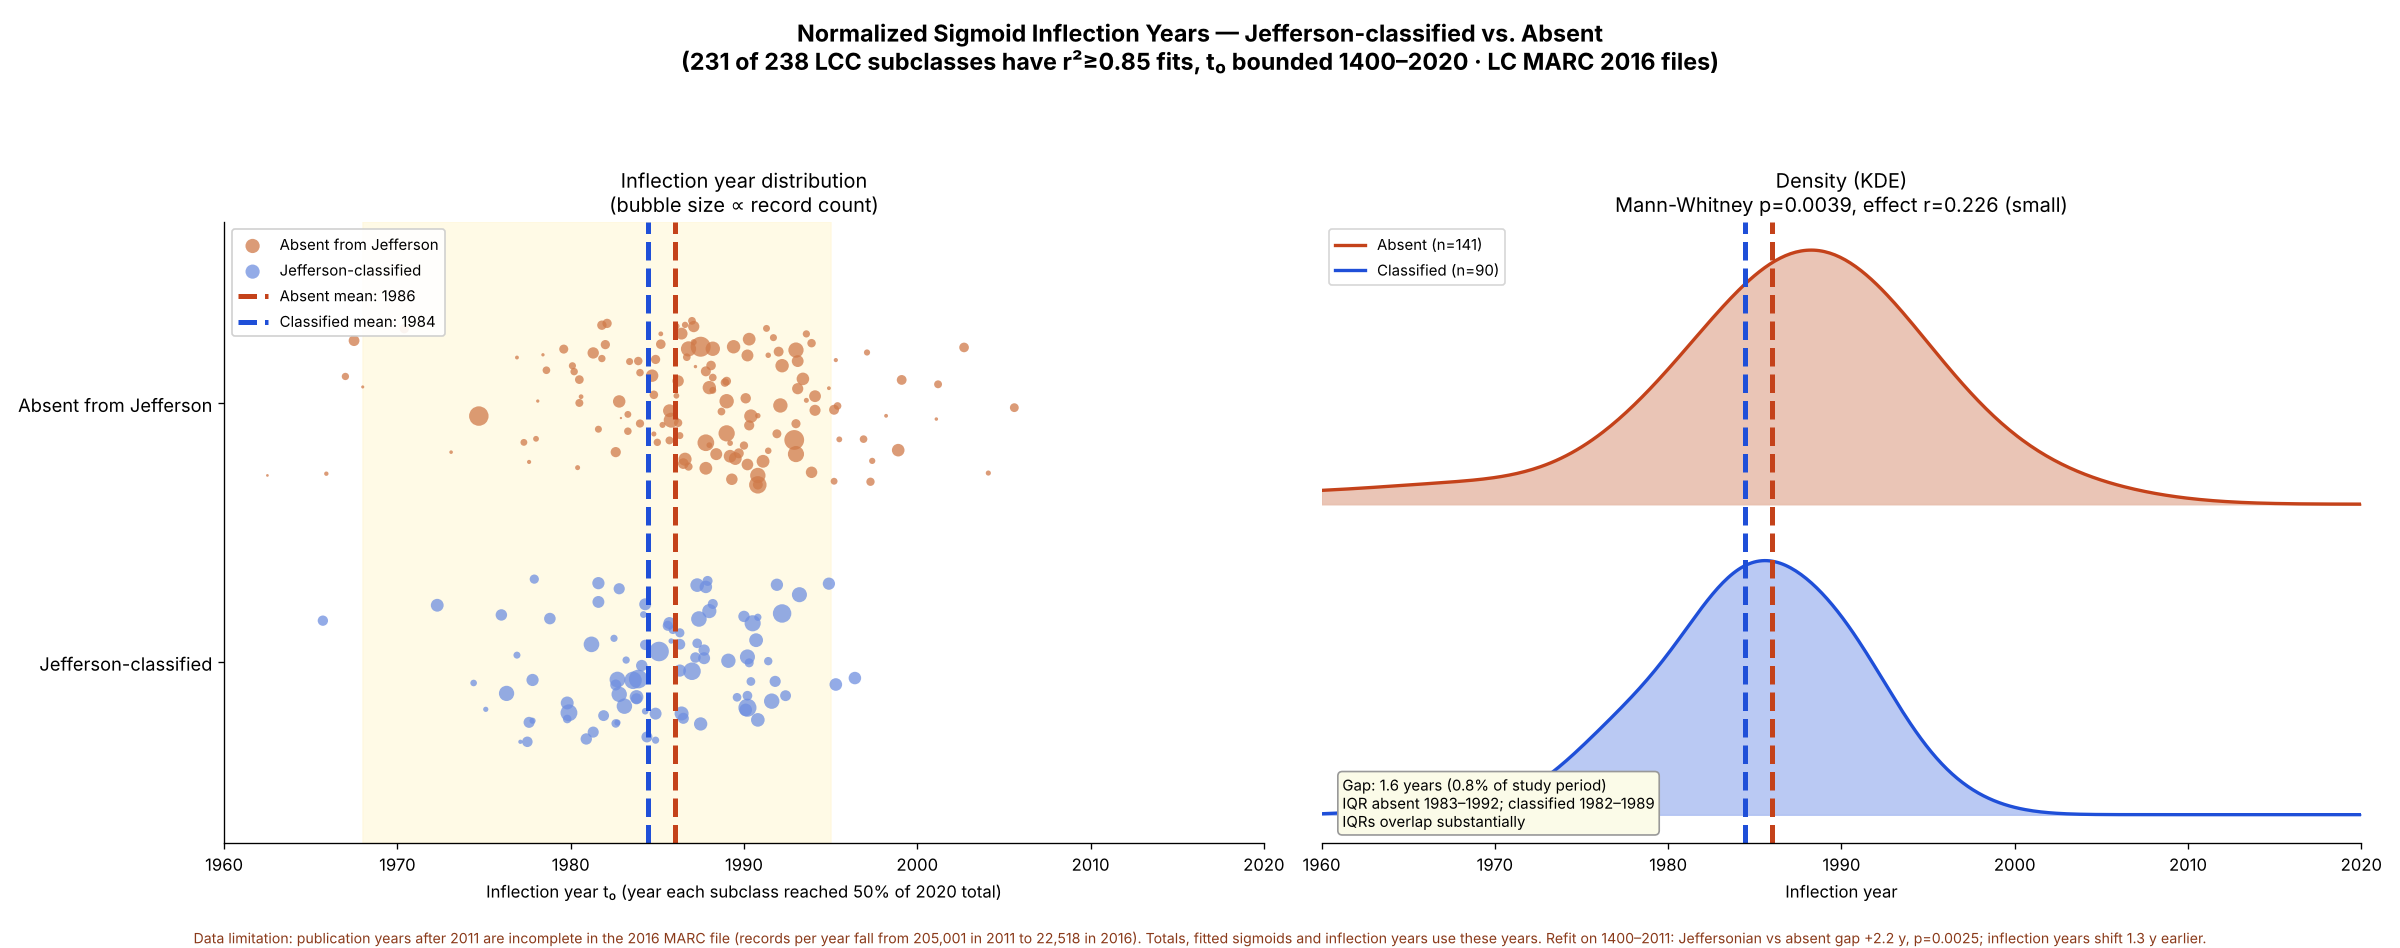 Normalized Sigmoid Inflection Years — Jefferson-classified vs. Absent
(231 of 238 LCC subclasses have r²≥0.85 fits, t₀ bounded 1400–2020 · LC MARC 2016 files)
Inflection year distribution
(bubble size ∝ record count)
Absent from Jefferson
Jefferson-classified
Absent mean: 1986
Classified mean: 1984
Absent from Jefferson
Jefferson-classified
1960 1970 1980 1990 2000 2010 2020
Inflection year t₀ (year each subclass reached 50% of 2020 total)
Density (KDE)
Mann-Whitney p=0.0039, effect r=0.226 (small)
Absent (n=141)
Classified (n=90)
Gap: 1.6 years (0.8% of study period)
IQR absent 1983–1992; classified 1982–1989
IQRs overlap substantially
1960 1970 1980 1990 2000 2010 2020
Inflection year
Data limitation: publication years after 2011 are incomplete in the 2016 MARC file (records per year fall from 205,001 in 2011 to 22,518 in 2016). Totals, fitted sigmoids and inflection years use these years. Refit on 1400–2011: Jeffersonian vs absent gap +2.2 y, p=0.0025; inflection years shift 1.3 y earlier.